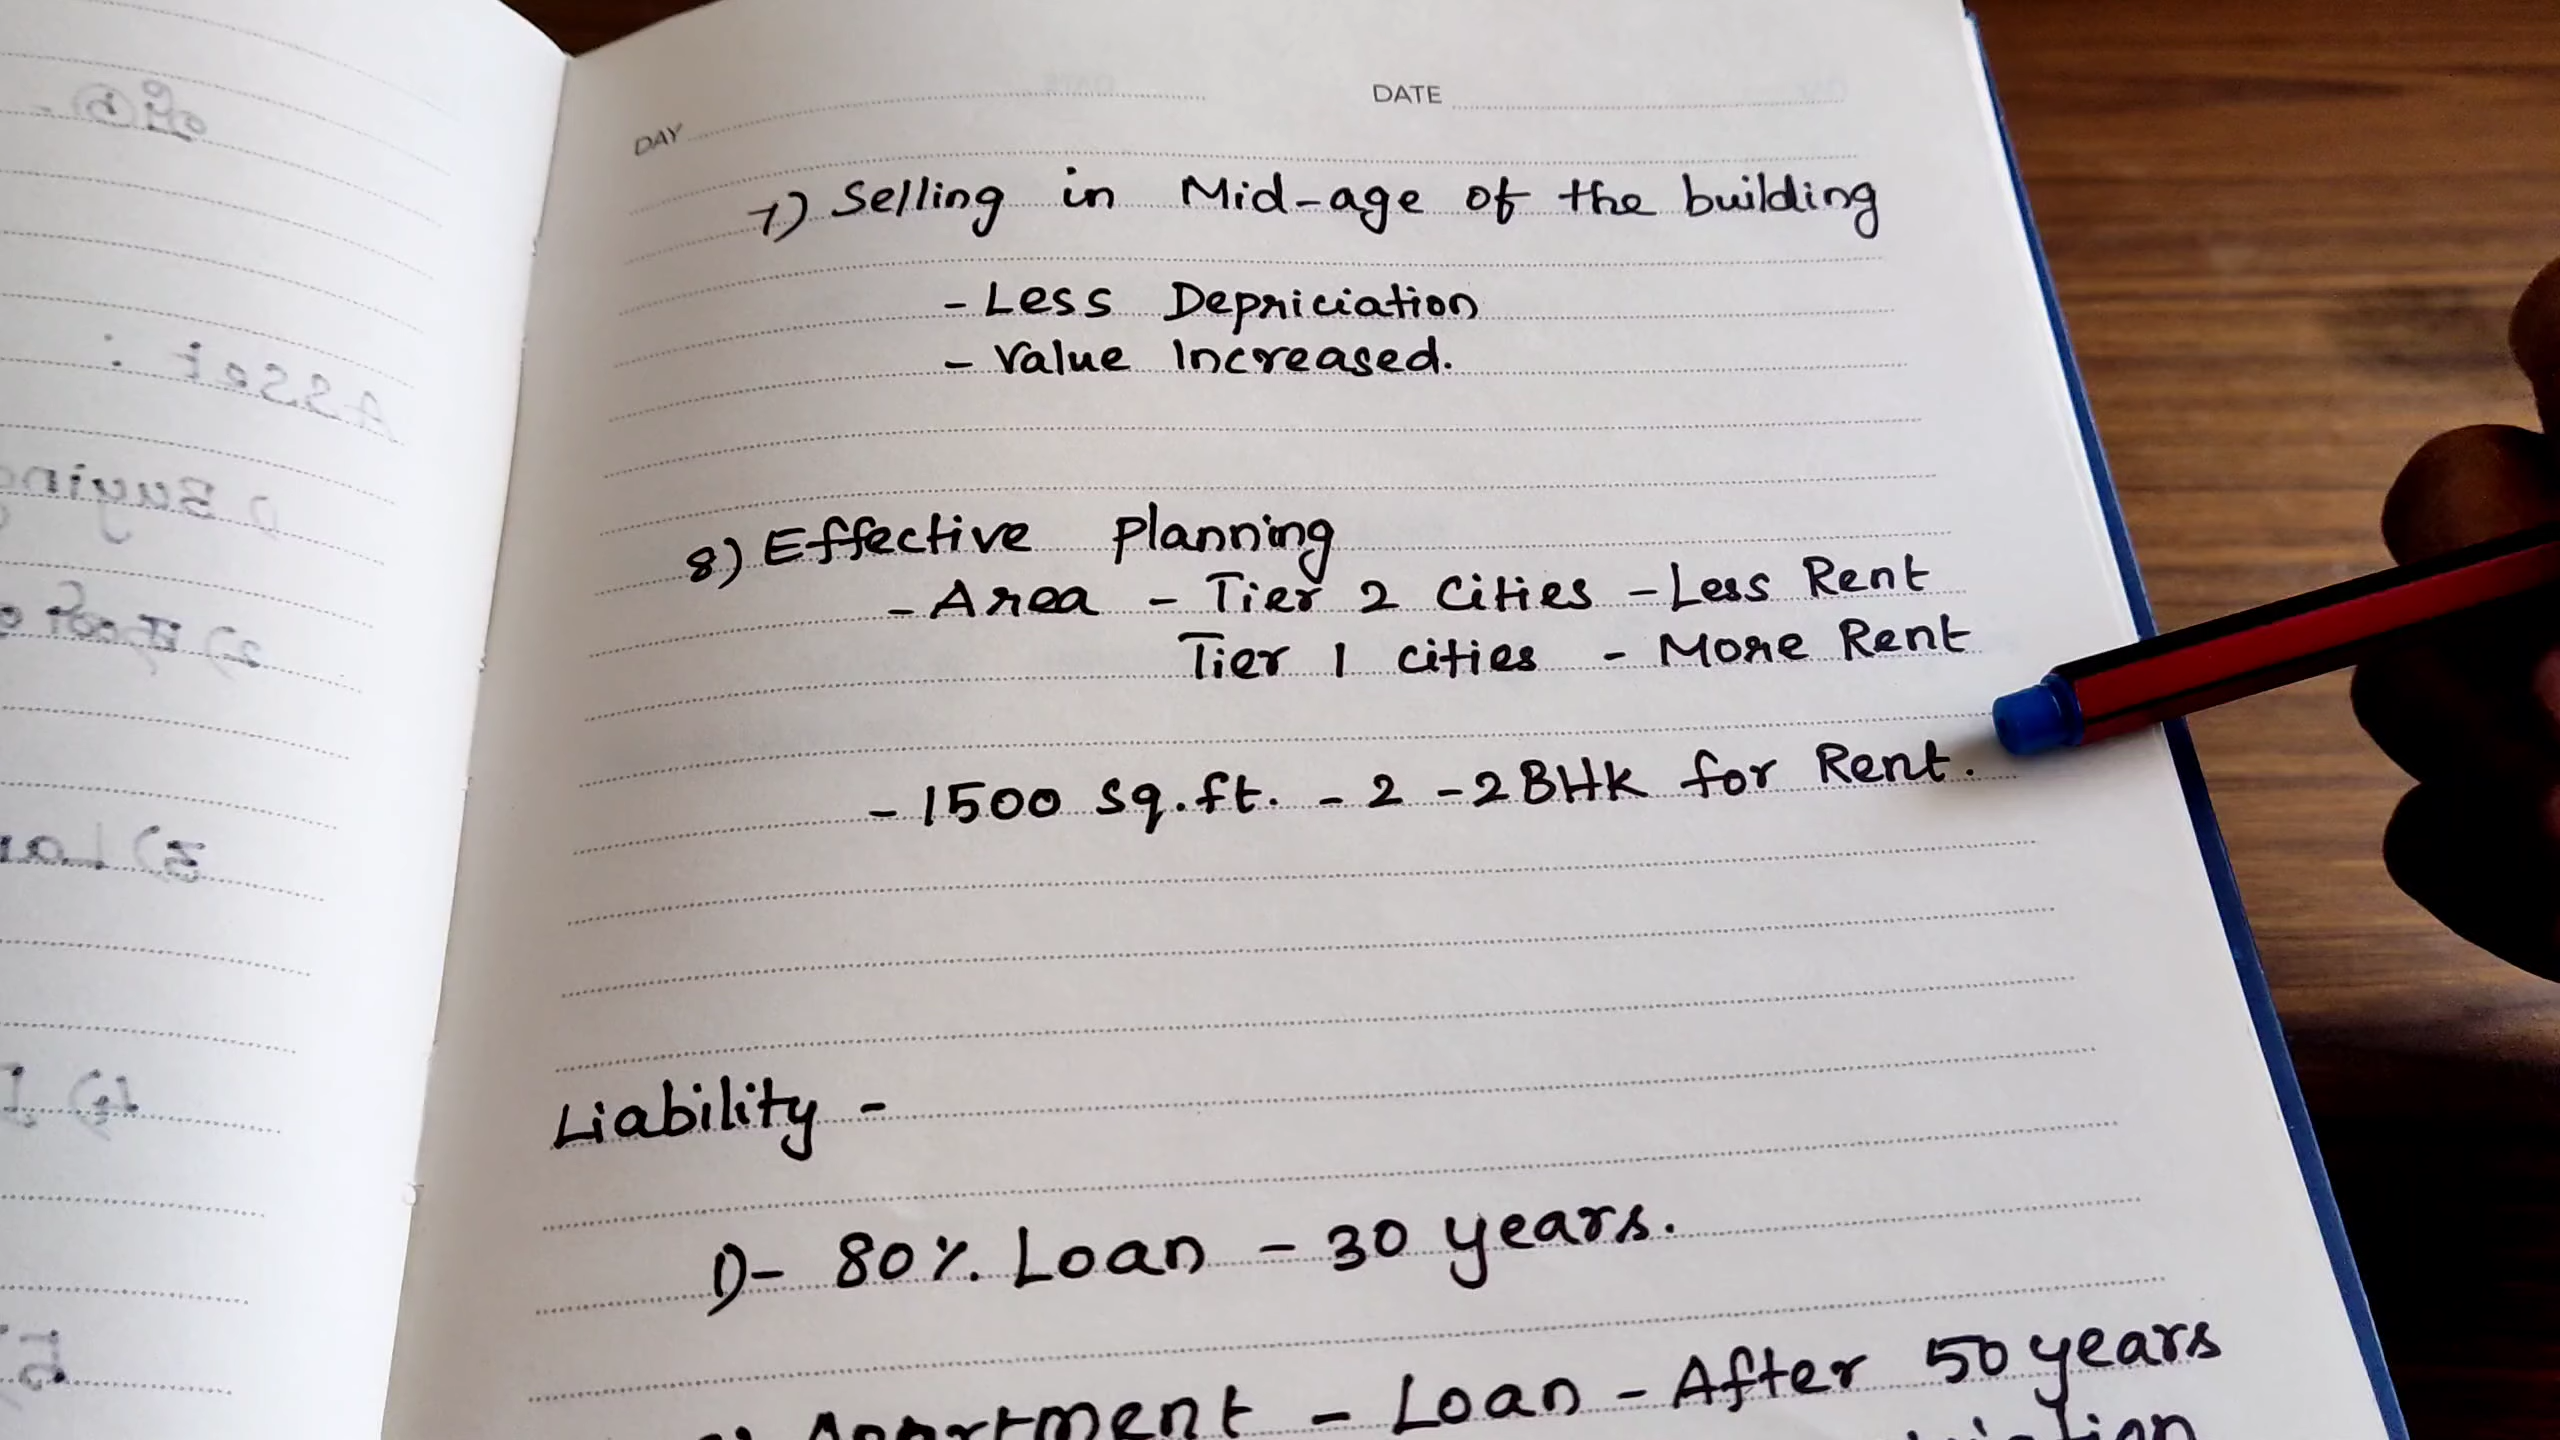 DAY DATE
7) Selling in Mid-age of the building
- Less Depriciation
- Value Increased.
8) Effective Planning
- Area - Tier 2 Cities - Less Rent
Tier 1 cities - More Rent
- 1500 sq.ft. - 2 - 2BHK for Rent.
Liability -
1)- 80% Loan - 30 years.
Apartment - Loan - After 50 years